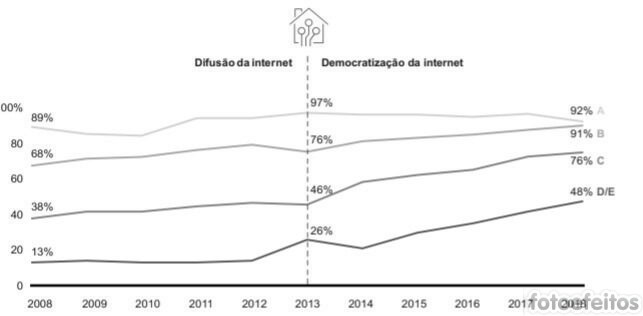 Difusão da internet Democratização da internet
00%
89%
97%
92% A
80
68%
76%
91% B
60
76% C
40
38%
46%
48% D/E
20
13%
26%
0
2008 2009 2010 2011 2012 2013 2014 2015 2016
fotoefeitos